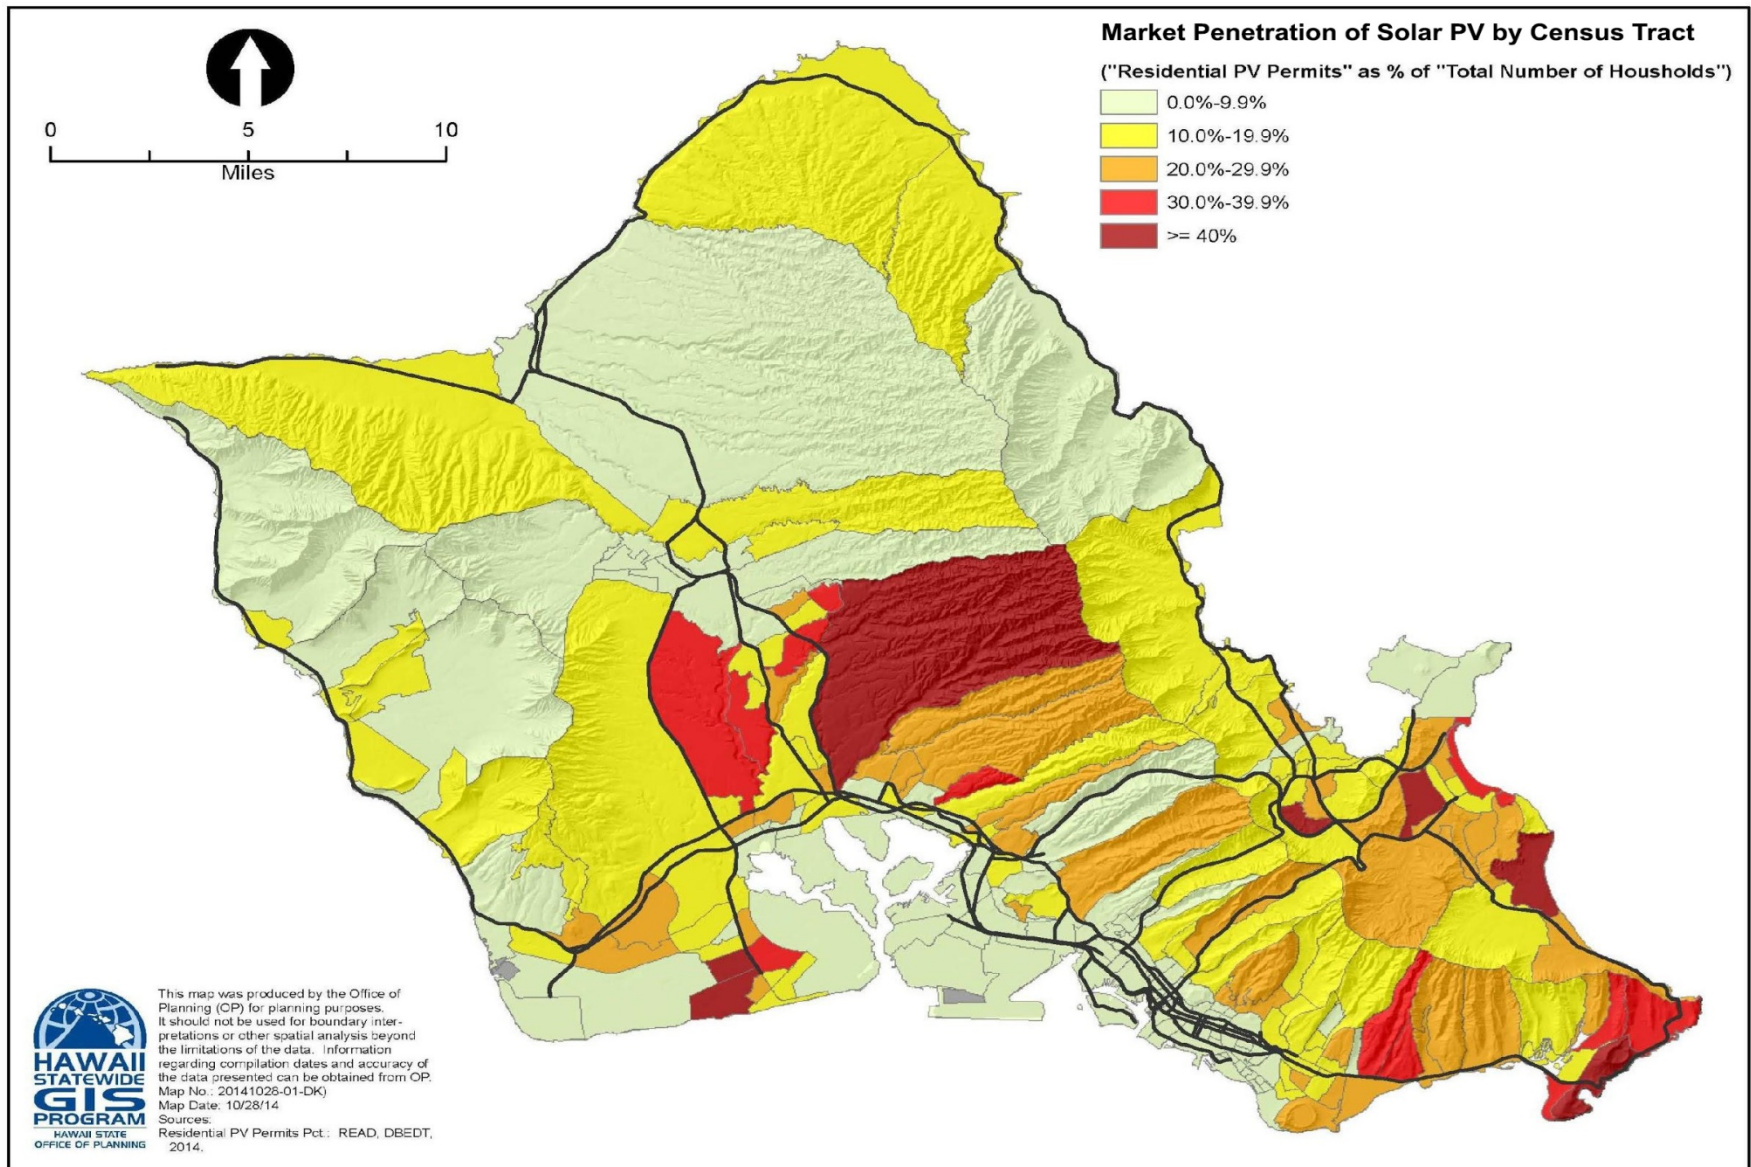 Market Penetration of Solar PV by Census Tract
("Residential PV Permits" as % of "Total Number of Housholds")
0.0%-9.9%
10.0%-19.9%
20.0%-29.9%
30.0%-39.9%
>= 40%
0 5 10
Miles
HAWAII
STATEWIDE
GIS
PROGRAM
HAWAII STATE
OFFICE OF PLANNING
This map was produced by the Office of
Planning (OP) for planning purposes.
It should not be used for boundary inter-
pretations or other spatial analysis beyond
the limitations of the data. Information
regarding compilation dates and accuracy of
the data presented can be obtained from OP.
Map No.: 20141028-01-DK)
Map Date: 10/28/14
Sources:
Residential PV Permits Pct.: READ, DBEDT,
2014.